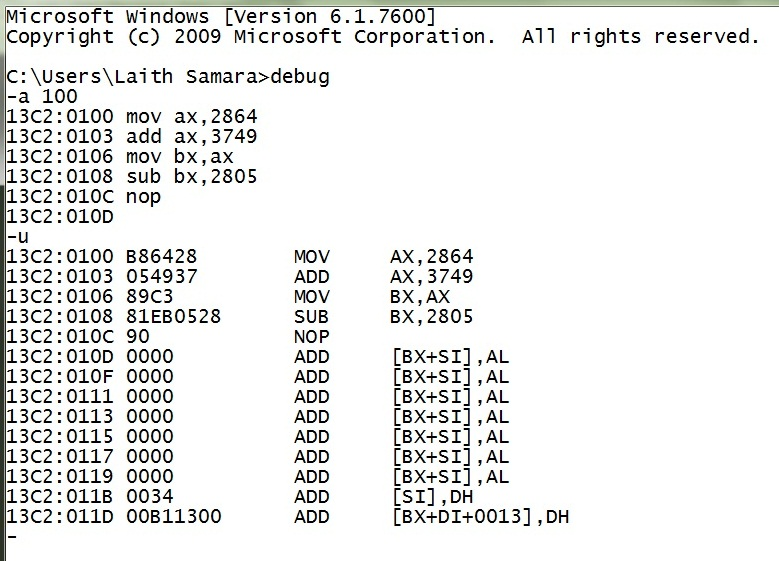 Microsoft Windows [Version 6.1.7600]
Copyright (c) 2009 Microsoft Corporation.  All rights reserved.
C:\Users\Laith Samara>debug
-a 100
13C2:0100 mov ax,2864
13C2:0103 add ax,3749
13C2:0106 mov bx,ax
13C2:0108 sub bx,2805
13C2:010C nop
13C2:010D
-u
13C2:0100 B86428        MOV     AX,2864
13C2:0103 054937        ADD     AX,3749
13C2:0106 89C3          MOV     BX,AX
13C2:0108 81EB0528      SUB     BX,2805
13C2:010C 90            NOP
13C2:010D 0000          ADD     [BX+SI],AL
13C2:010F 0000          ADD     [BX+SI],AL
13C2:0111 0000          ADD     [BX+SI],AL
13C2:0113 0000          ADD     [BX+SI],AL
13C2:0115 0000          ADD     [BX+SI],AL
13C2:0117 0000          ADD     [BX+SI],AL
13C2:0119 0000          ADD     [BX+SI],AL
13C2:011B 0034          ADD     [SI],DH
13C2:011D 00B11300      ADD     [BX+DI+0013],DH
-